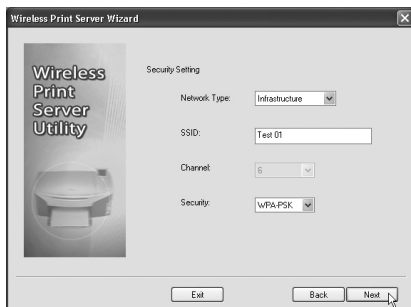 Wireless Print Server Wizard
Wireless
Print
Server
Utility
Security Setting
Network Type: Infrastructure
SSID: Test 01
Channel: 6
Security: WPA-PSK
Exit Back Next